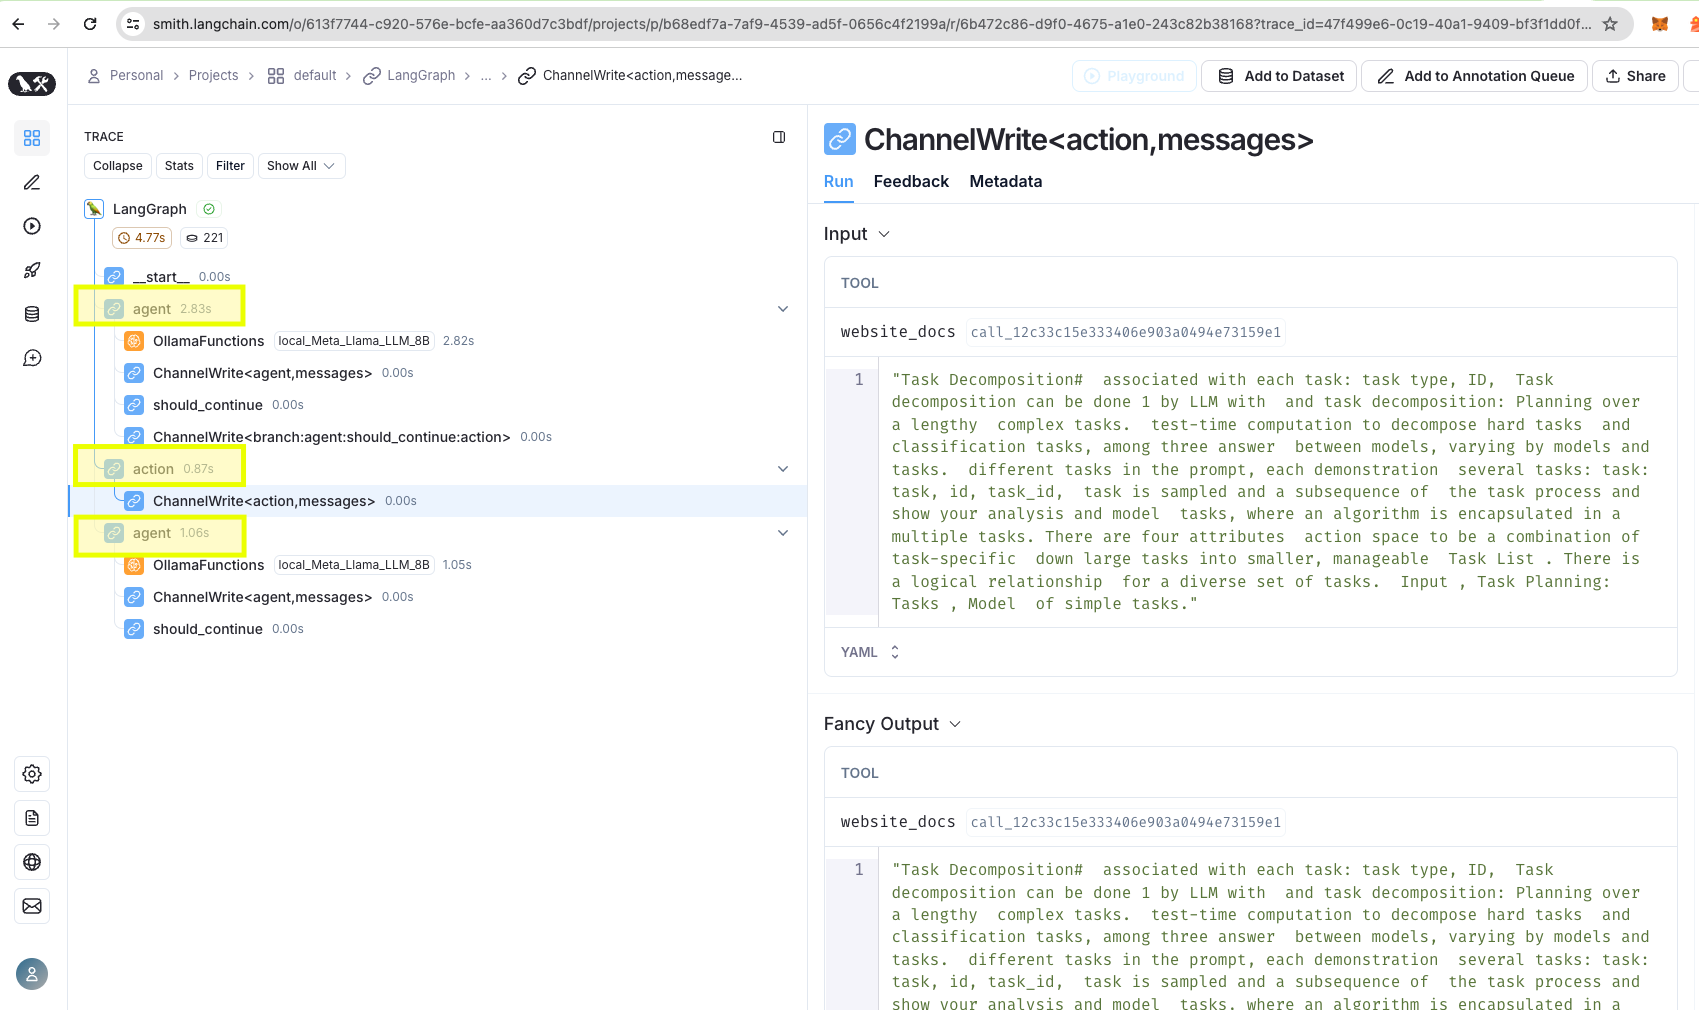 smith.langchain.com/o/613f7744-c920-576e-bcfe-aa360d7c3bdf/projects/p/b68edf7a-7af9-4539-ad5f-0656c4f2199a/r/6b472c86-d9f0-4675-a1e0-243c82b38168?trace_id=47f499e6-0c19-40a1-9409-bf3f1dd0f...
Personal > Projects > default > LangGraph > ... > ChannelWrite<action,message...
Playground
Add to Dataset
Add to Annotation Queue
Share
TRACE
Collapse
Stats
Filter
Show All
LangGraph
4.77s
221
__start__ 0.00s
agent 2.83s
OllamaFunctions local_Meta_Llama_LLM_8B 2.82s
ChannelWrite<agent,messages> 0.00s
should_continue 0.00s
ChannelWrite<branch:agent:should_continue:action> 0.00s
action 0.87s
ChannelWrite<action,messages> 0.00s
agent 1.06s
OllamaFunctions local_Meta_Llama_LLM_8B 1.05s
ChannelWrite<agent,messages> 0.00s
should_continue 0.00s
ChannelWrite<action,messages>
Run
Feedback
Metadata
Input
TOOL
website_docs call_12c33c15e333406e903a0494e73159e1
1
"Task Decomposition#  associated with each task: task type, ID,  Task
decomposition can be done 1 by LLM with  and task decomposition: Planning over
a lengthy  complex tasks.  test-time computation to decompose hard tasks  and
classification tasks, among three answer  between models, varying by models and
tasks.  different tasks in the prompt, each demonstration  several tasks: task:
task, id, task_id,  task is sampled and a subsequence of  the task process and
show your analysis and model  tasks, where an algorithm is encapsulated in a
multiple tasks. There are four attributes  action space to be a combination of
task-specific  down large tasks into smaller, manageable  Task List . There is
a logical relationship  for a diverse set of tasks.  Input , Task Planning:
Tasks , Model  of simple tasks."
YAML
Fancy Output
TOOL
website_docs call_12c33c15e333406e903a0494e73159e1
1
"Task Decomposition#  associated with each task: task type, ID,  Task
decomposition can be done 1 by LLM with  and task decomposition: Planning over
a lengthy  complex tasks.  test-time computation to decompose hard tasks  and
classification tasks, among three answer  between models, varying by models and
tasks.  different tasks in the prompt, each demonstration  several tasks: task:
task, id, task_id,  task is sampled and a subsequence of  the task process and
show your analysis and model  tasks, where an algorithm is encapsulated in a